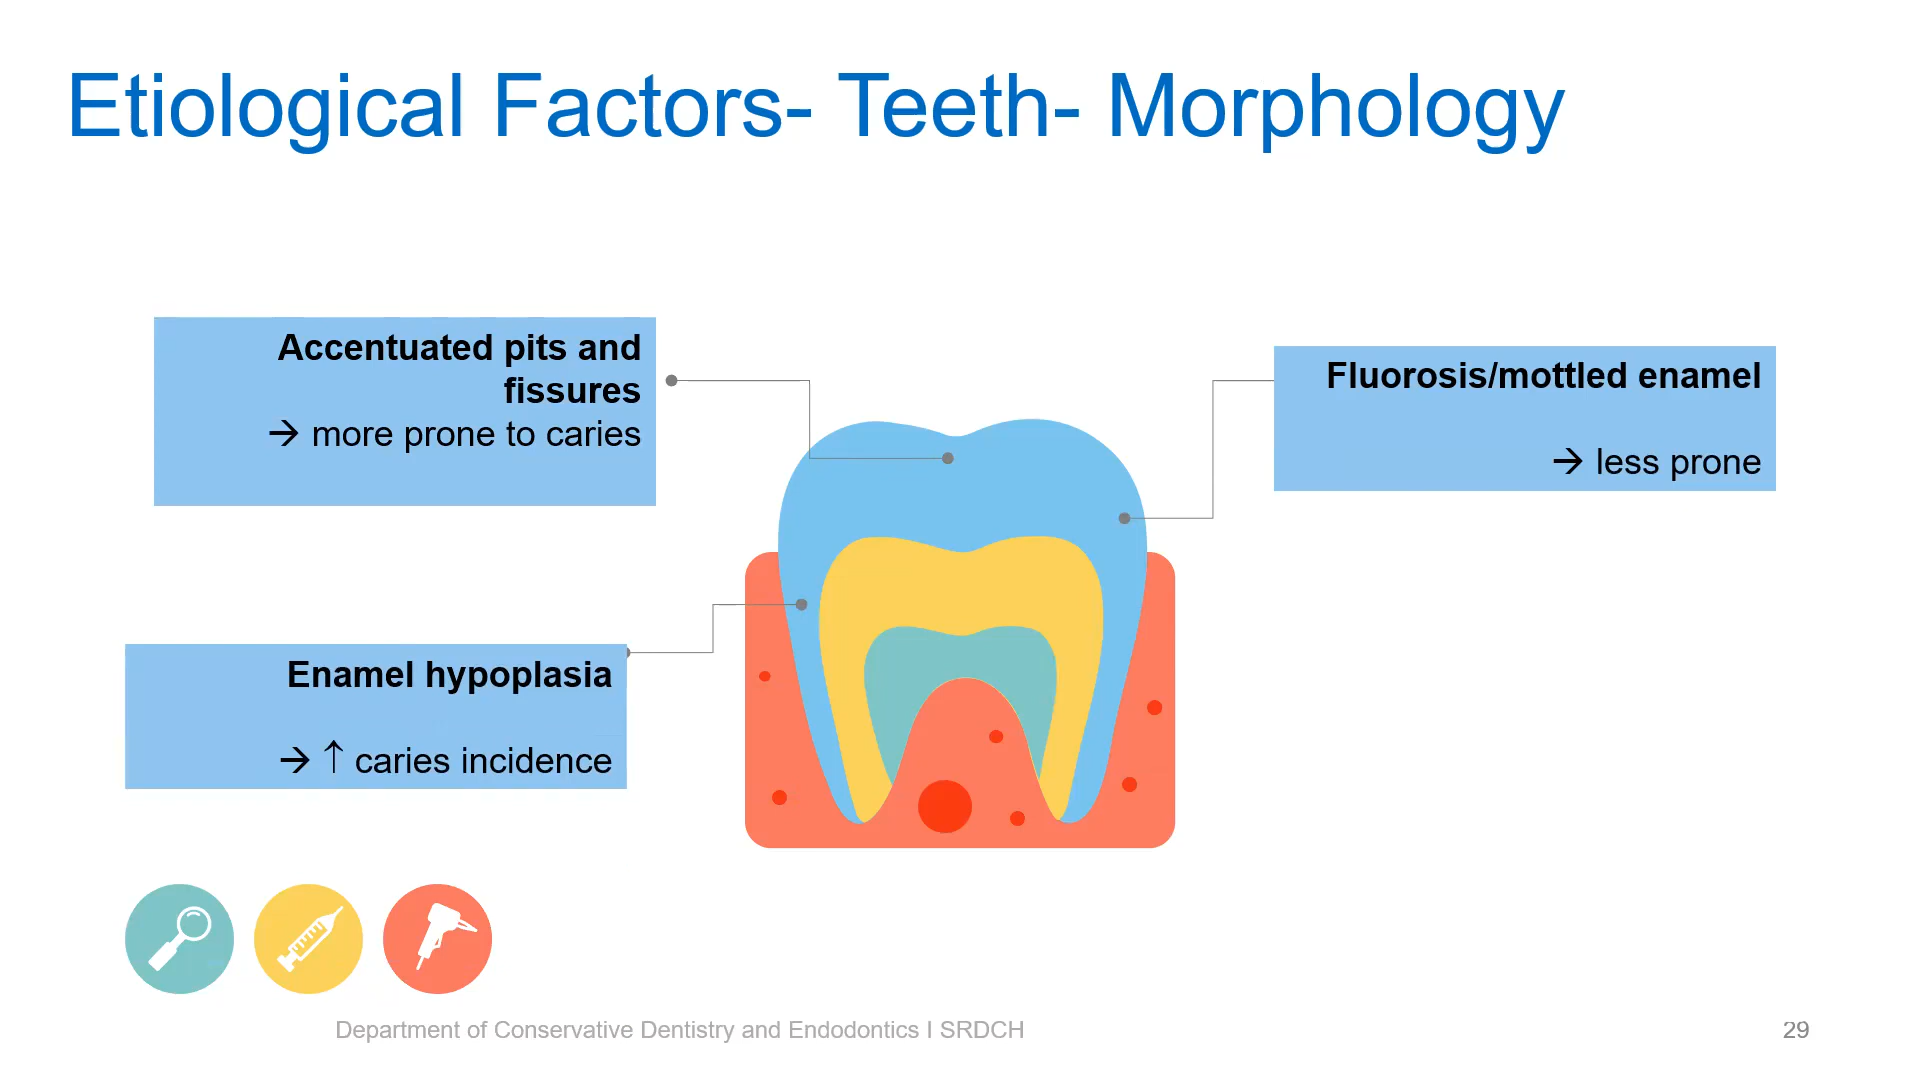 Etiological Factors- Teeth- Morphology
Accentuated pits and
fissures
→ more prone to caries
Fluorosis/mottled enamel
→ less prone
Enamel hypoplasia
→ ↑ caries incidence
Department of Conservative Dentistry and Endodontics I SRDCH
29